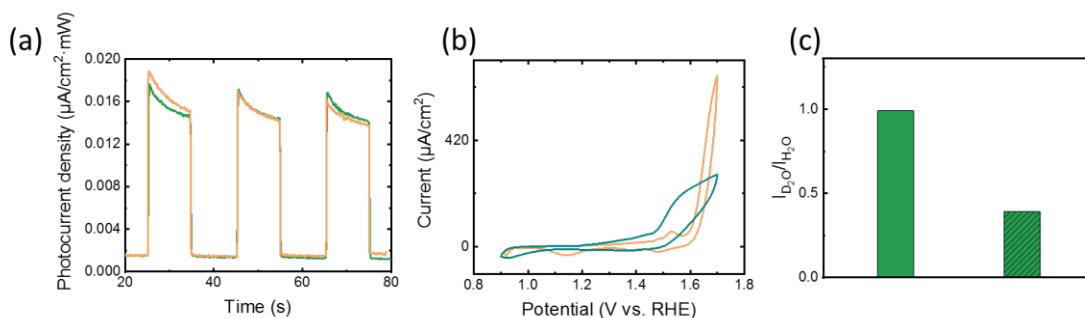 (a)
Photocurrent density (µA/cm²·mW)
0.020
0.016
0.012
0.008
0.004
0.000
20
40
60
80
Time (s)
(b)
Current (µA/cm²)
420
0
0.8
1.0
1.2
1.4
1.6
1.8
Potential (V vs. RHE)
(c)
I_D₂O/I_H₂O
1.0
0.5
0.0